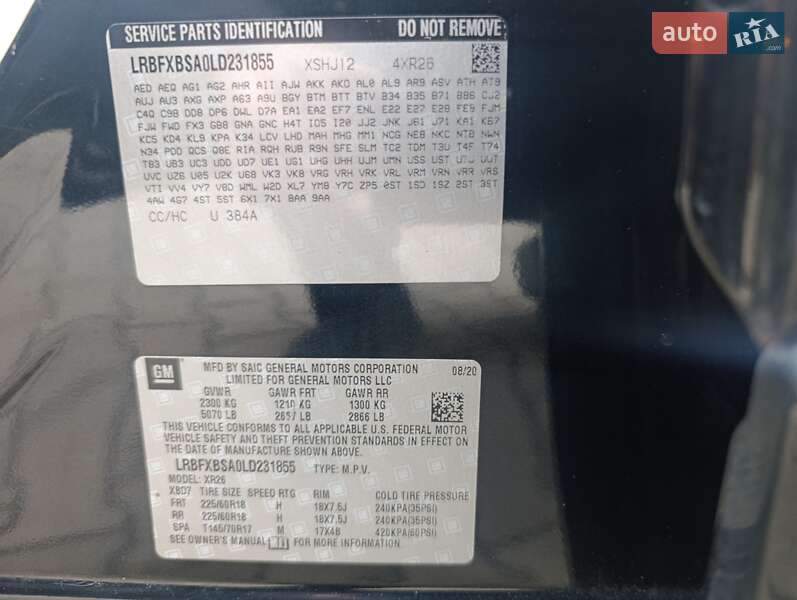 SERVICE PARTS IDENTIFICATION DO NOT REMOVE
LRBFXBSA0LD231855 XSHJ12 4XR26
AED AEQ AG1 AG2 AHR AII AJW AKK AKO AL0 AL9 AR9 ASV ATH AT9
AUJ AU3 AXG AXP A63 A9U BGY BTM BTT BTV B34 B35 B71 B86 CJ2
C4Q C98 DD8 DP6 DWL D7A EA1 EA2 EF7 ENL E22 E27 E28 FE9 FJM
FJW FWD FX3 GB8 GNA GNC H4T IO5 I20 JJ2 JNK J61 J71 KA1 K67
KC5 KD4 KL9 KPA K34 LCV LHD MAH MHG MM1 NCG NE8 NKC NTB NWN
N34 PDD QCS Q8E RIA RQH RUB R9N SFE SLM TC2 TDM T3U T4F T74
T83 UB3 UC3 UDD UD7 UE1 UG1 UHG UHH UJM UMN USS UTJ UUT
UVC UZ6 U05 U2K U68 VK3 VK8 VRG VRH VRK VRL VRM VRN VRR VRS
VTI VV4 VY7 V8D WML W2D XL7 YM8 Y7C ZP5 0ST 1SD 1SZ 2ST 3ST
4AW 4G7 4ST 5ST 6X1 7X1 8AA 9AA
CC/HC U 384A
auto RIA
.com
GM
MFD BY SAIC GENERAL MOTORS CORPORATION 08/20
LIMITED FOR GENERAL MOTORS LLC
GVWR GAWR FRT GAWR RR
2300 KG 1210 KG 1300 KG
5070 LB 2667 LB 2866 LB
THIS VEHICLE CONFORMS TO ALL APPLICABLE U.S. FEDERAL MOTOR
VEHICLE SAFETY AND THEFT PREVENTION STANDARDS IN EFFECT ON
THE DATE OF MANUFACTURE SHOWN ABOVE.
LRBFXBSA0LD231855 TYPE: M.P.V.
MODEL: XR26
XBD7 TIRE SIZE SPEED RTG RIM COLD TIRE PRESSURE
FRT 225/60R18 H 18X7.5J 240KPA(35PSI)
RR 225/60R18 H 18X7.5J 240KPA(35PSI)
SPA T145/70R17 M 17X4B 420KPA(60PSI)
SEE OWNER'S MANUAL FOR MORE INFORMATION